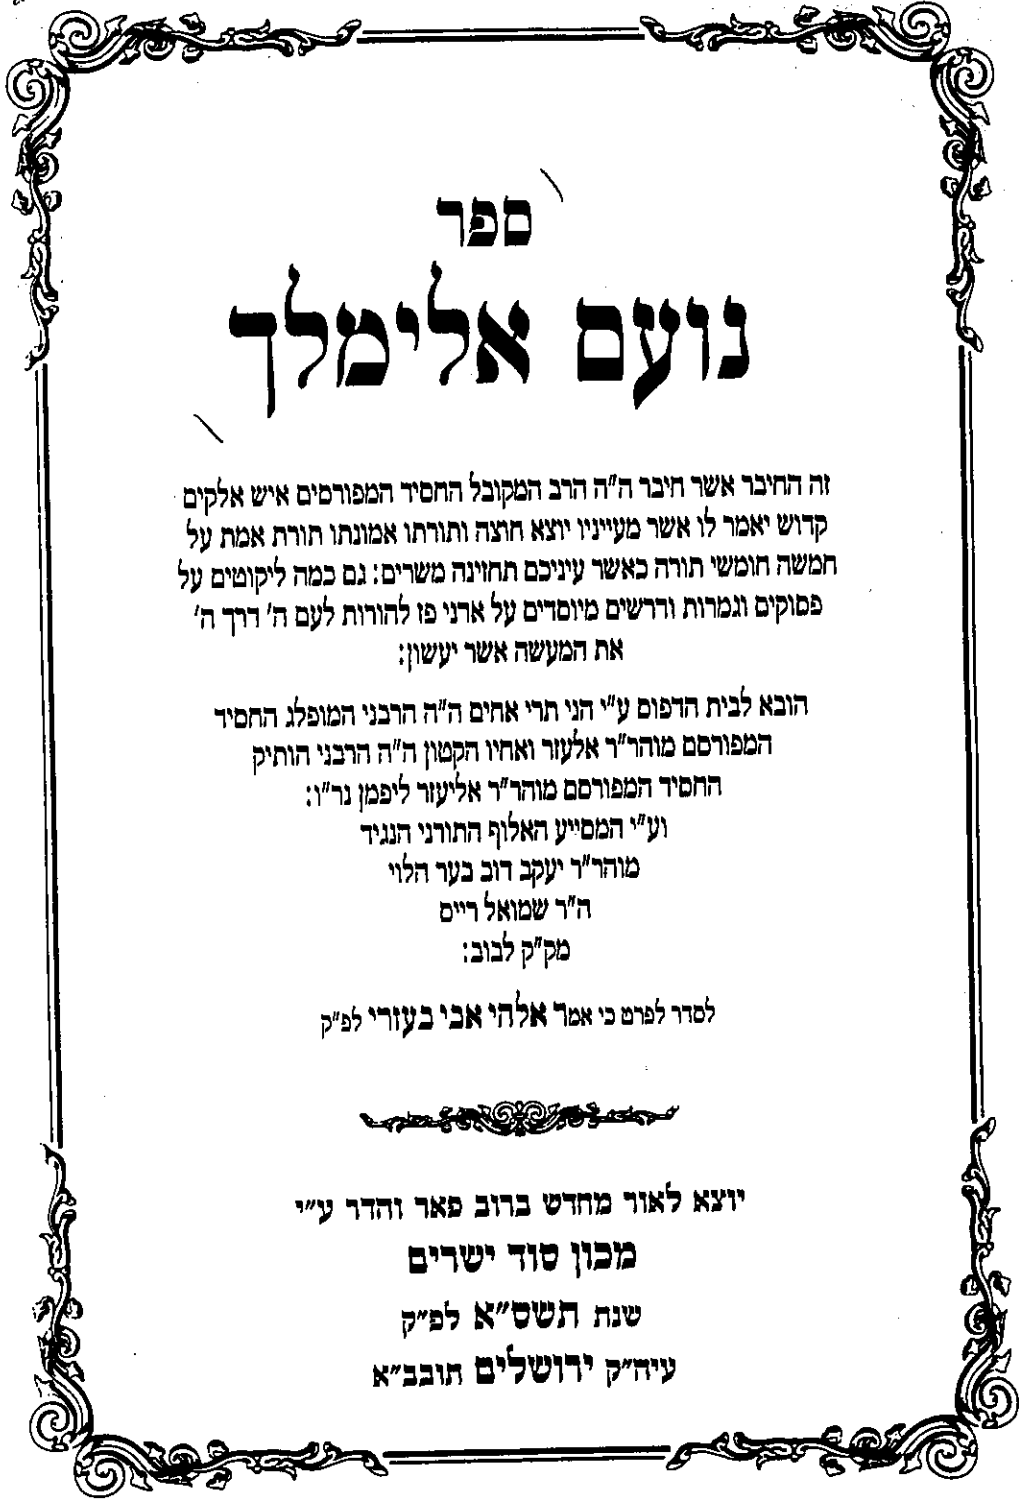 ספר
נועם אלימלך
זה החיבר אשר חיבר ה"ה הרב המקובל החסיד המפורסים איש אלקים
קדוש יאמר לו אשר מעייניו יוצא חוצה ותורתו אמונתו תורת אמת על
חמשה חומשי תורה כאשר עיניכם תחזינה משרים: גם כמה ליקוטים על
פסוקים וגמרות ודרשים מיוסדים על ארני פז להורות לעם ה' דרך ה'
את המעשה אשר יעשון:
הובא לבית הדפוס ע"י הני תרי אחים ה"ה הרבני המופלג החסיד
המפורסם מוהר"ר אלעזר ואחיו הקטון ה"ה הרבני הותיק
החסיד המפורסם מוהר"ר אליעזר ליפמן נר"ו:
וע"י המסייע האלוף התורני הנגיד
מוהר"ר יעקב דוב בער הלוי
ה"ר שמואל רייס
מק"ק לבוב:
לסדר לפרט כי אמר אלהי אבי בעזרי לפ"ק
יוצא לאור מחדש ברוב פאר והדר ע"י
מכון סוד ישרים
שנת תשס"א לפ"ק
עיה"ק ירושלים תובב"א